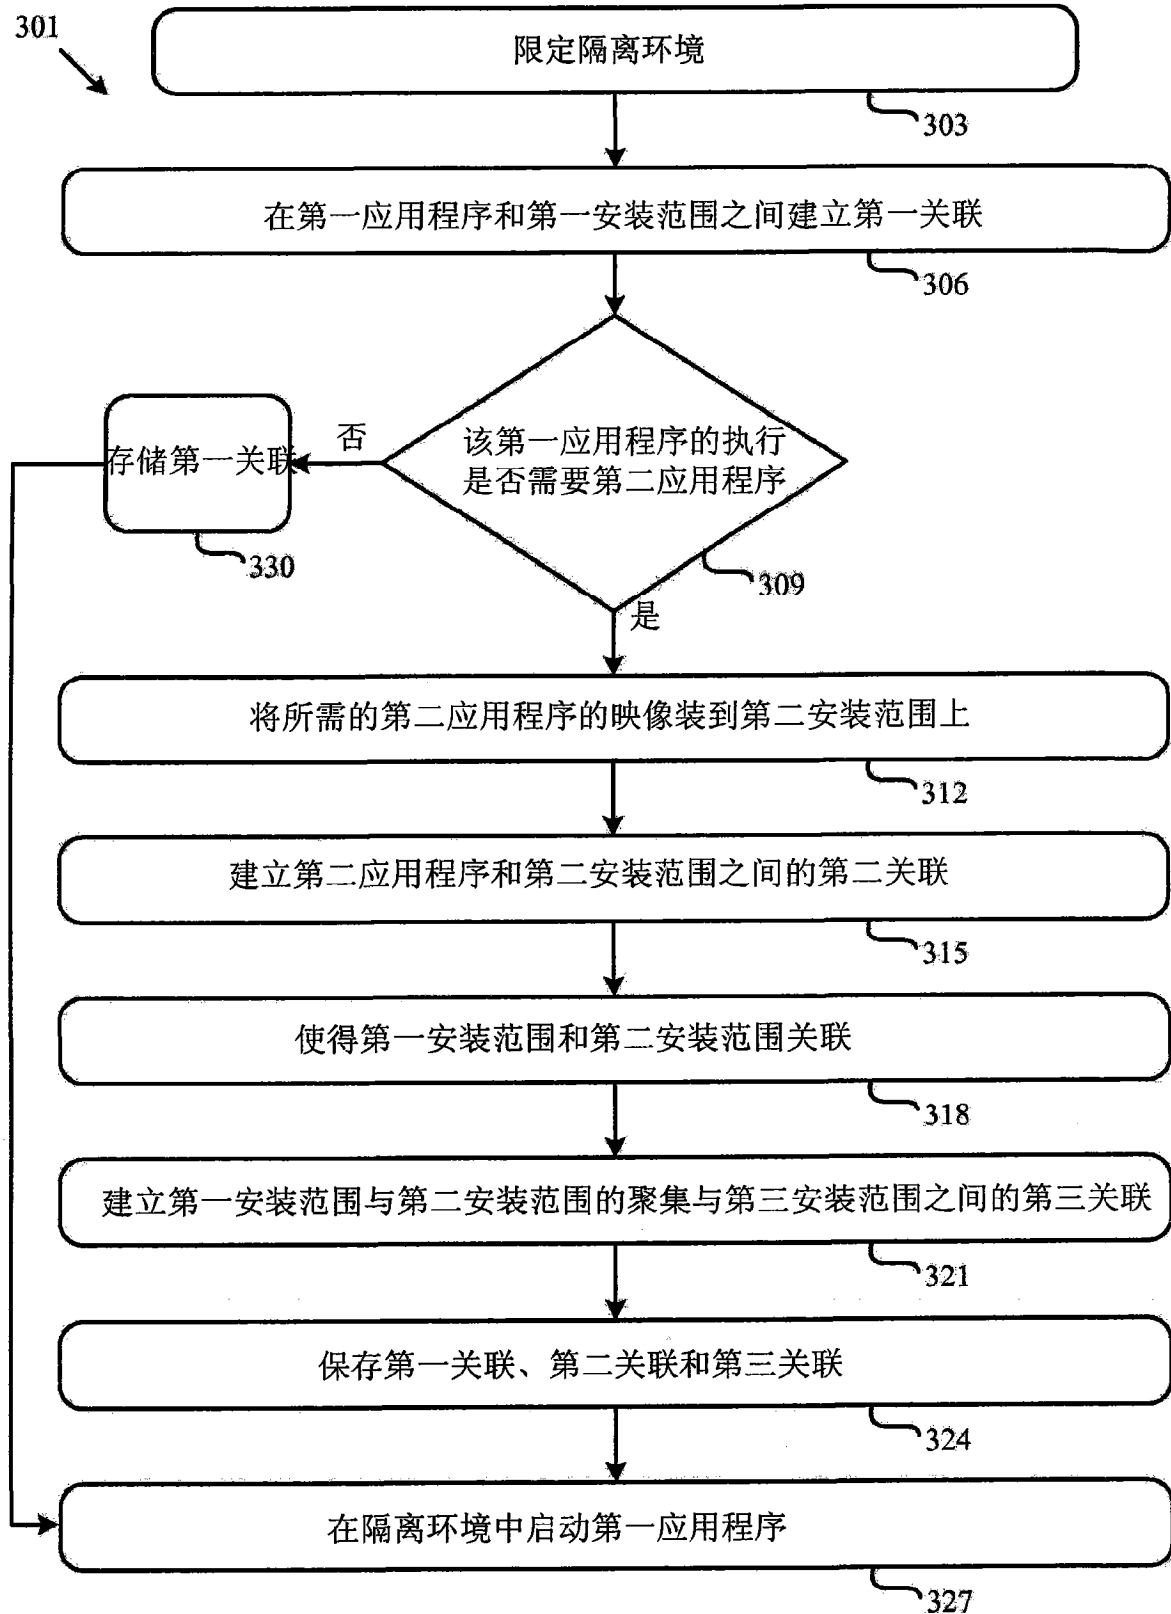 301
限定隔离环境
303
在第一应用程序和第一安装范围之间建立第一关联
306
该第一应用程序的执行
是否需要第二应用程序
309
否
存储第一关联
330
是
将所需的第二应用程序的映像装到第二安装范围上
312
建立第二应用程序和第二安装范围之间的第二关联
315
使得第一安装范围和第二安装范围关联
318
建立第一安装范围与第二安装范围的聚集与第三安装范围之间的第三关联
321
保存第一关联、第二关联和第三关联
324
在隔离环境中启动第一应用程序
327